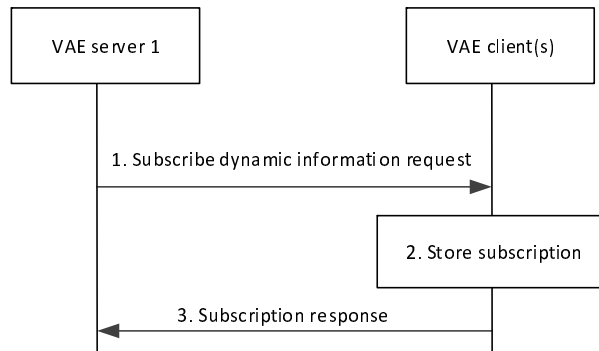 VAE server 1
VAE client(s)
1. Subscribe dynamic information request
2. Store subscription
3. Subscription response